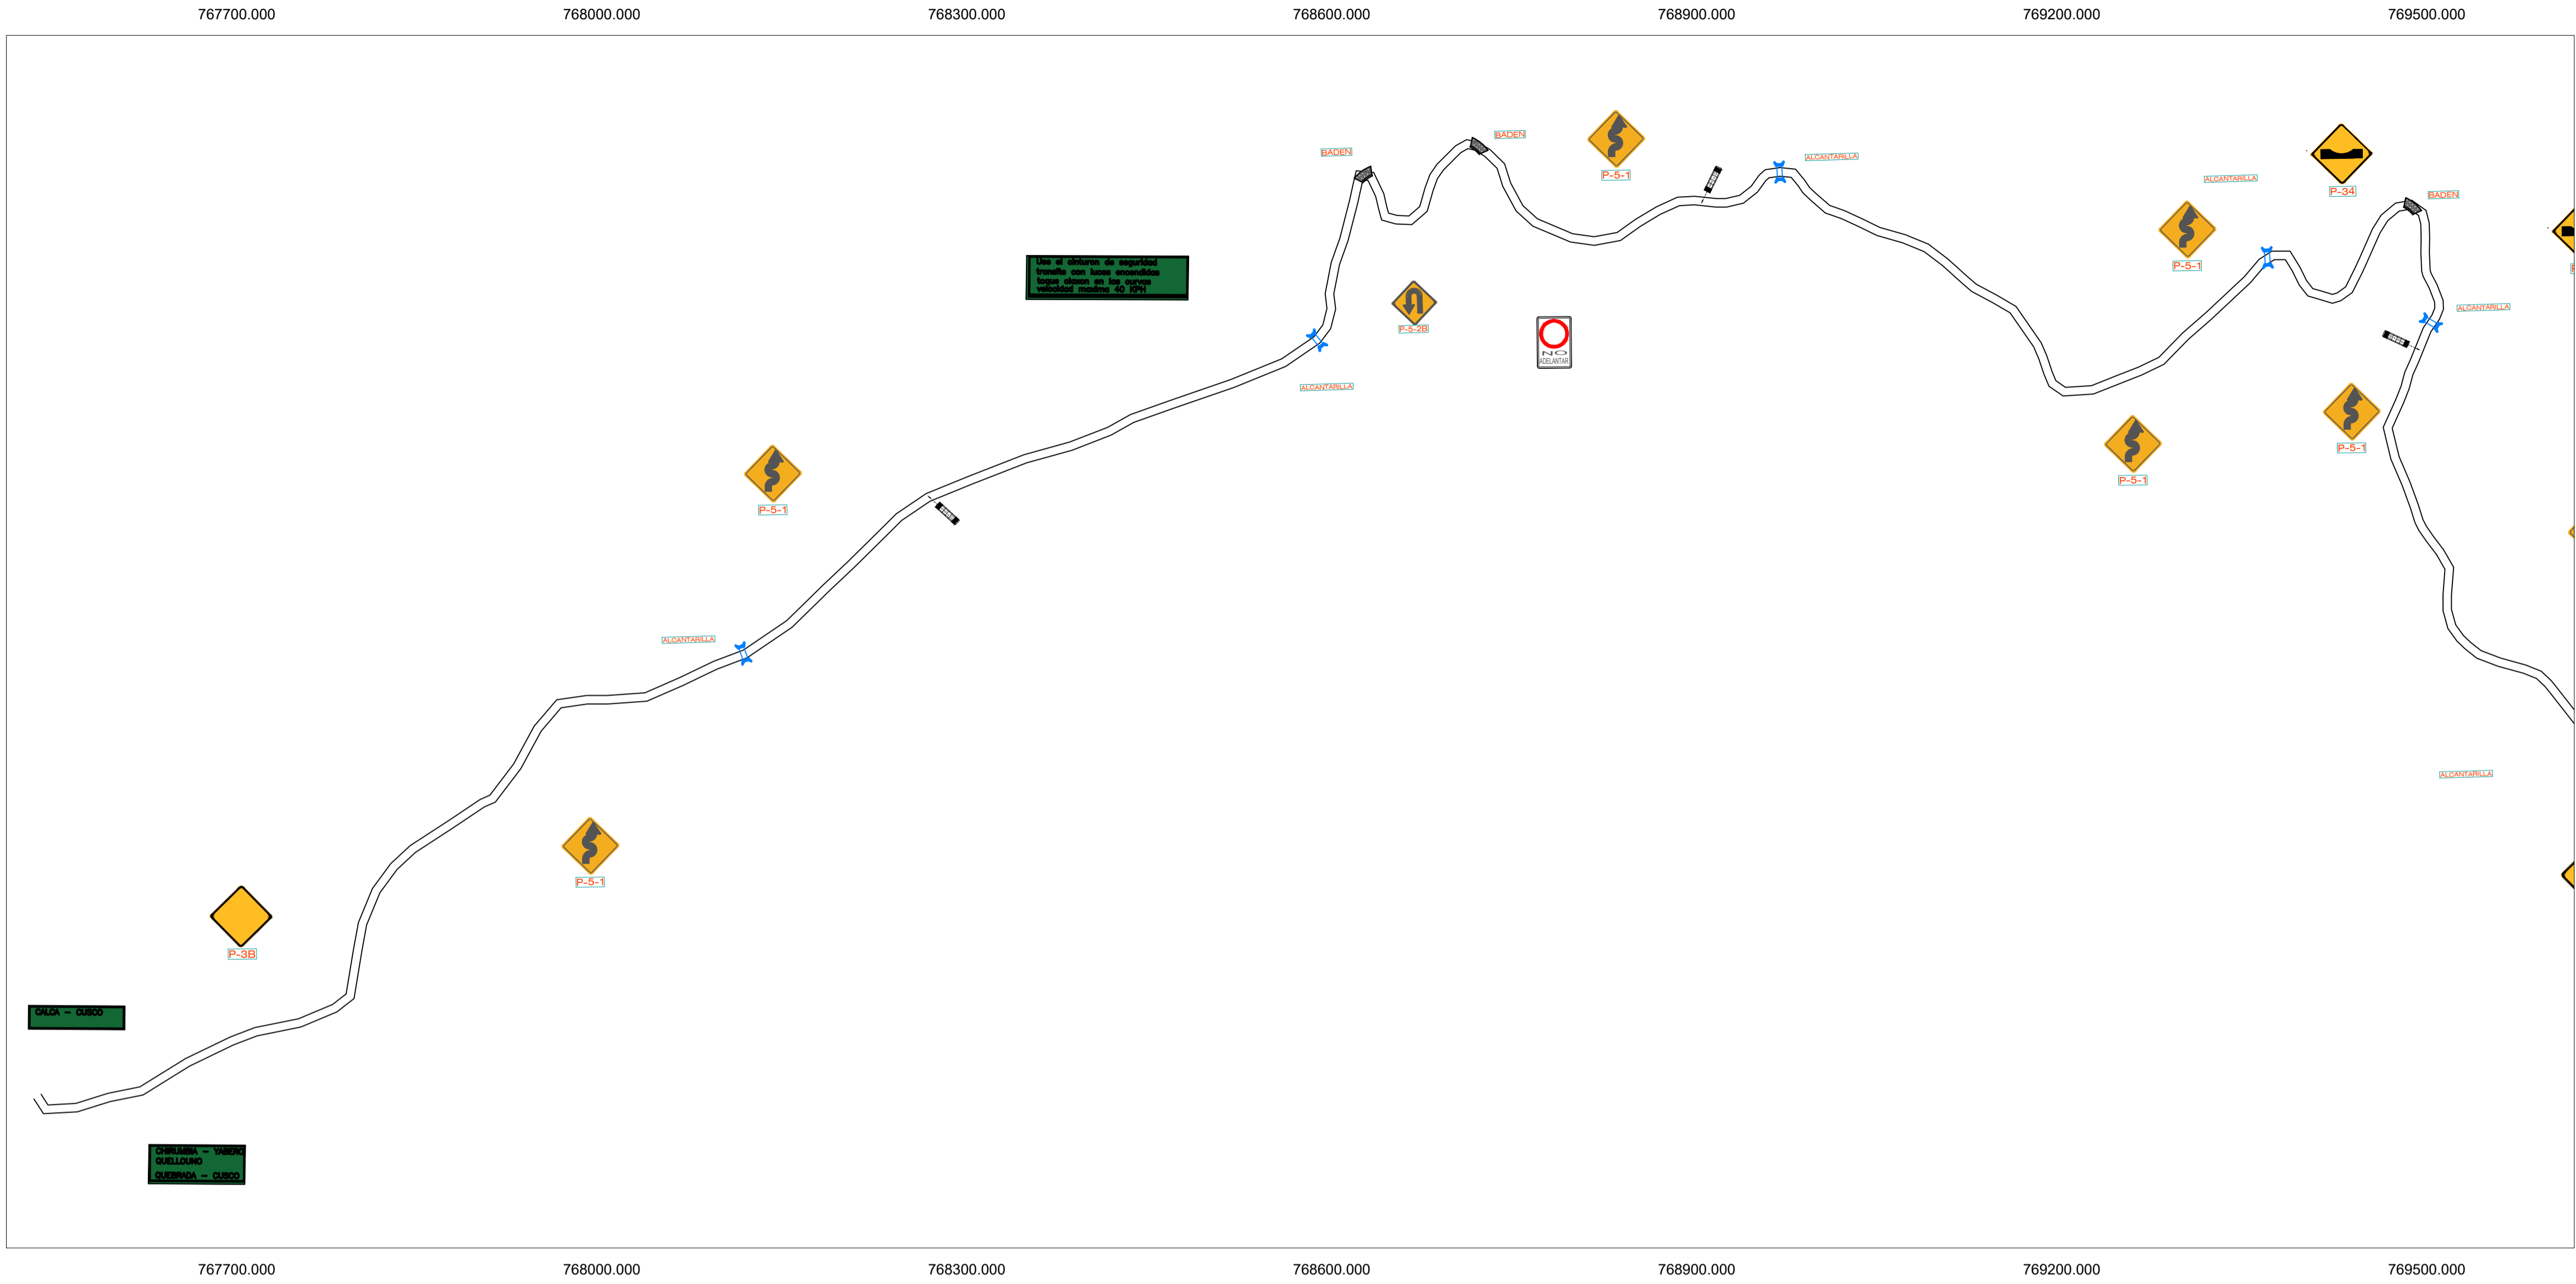 767700.000 768000.000 768300.000 768600.000 768900.000 769200.000 769500.000
BADEN
BADEN
P-5-1
ALCANTARILLA
ALCANTARILLA
P-34
BADEN
P-5-1
Use el cinturon de seguridad
transite con luces encendidas
toque claxon en las curvas
velocidad maxima 40 KPH
P-5-2B
NO
ADELANTAR
ALCANTARILLA
ALCANTARILLA
P-5-1
P-5-1
P-5-1
ALCANTARILLA
ALCANTARILLA
P-5-1
P-3B
CALCA - CUSCO
CHIRUMBIA - YABERO
QUELLOUNO
QUEBRADA - CUSCO
767700.000 768000.000 768300.000 768600.000 768900.000 769200.000 769500.000